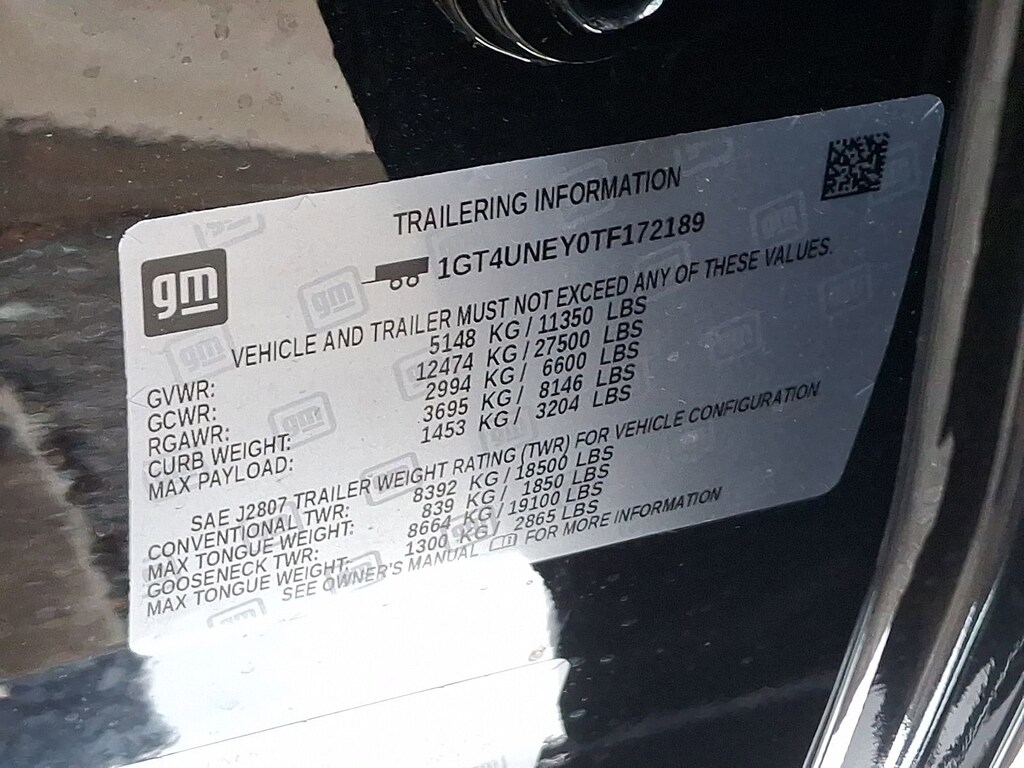 gm
TRAILERING INFORMATION
1GT4UNEY0TF172189
VEHICLE AND TRAILER MUST NOT EXCEED ANY OF THESE VALUES.
GVWR: 5148 KG / 11350 LBS
GCWR: 12474 KG / 27500 LBS
RGAWR: 2994 KG / 6600 LBS
CURB WEIGHT: 3695 KG / 8146 LBS
MAX PAYLOAD: 1453 KG / 3204 LBS
SAE J2807 TRAILER WEIGHT RATING (TWR) FOR VEHICLE CONFIGURATION
CONVENTIONAL TWR: 8392 KG / 18500 LBS
MAX TONGUE WEIGHT: 839 KG / 1850 LBS
GOOSENECK TWR: 8664 KG / 19100 LBS
MAX TONGUE WEIGHT: 1300 KG / 2865 LBS
SEE OWNER'S MANUAL FOR MORE INFORMATION